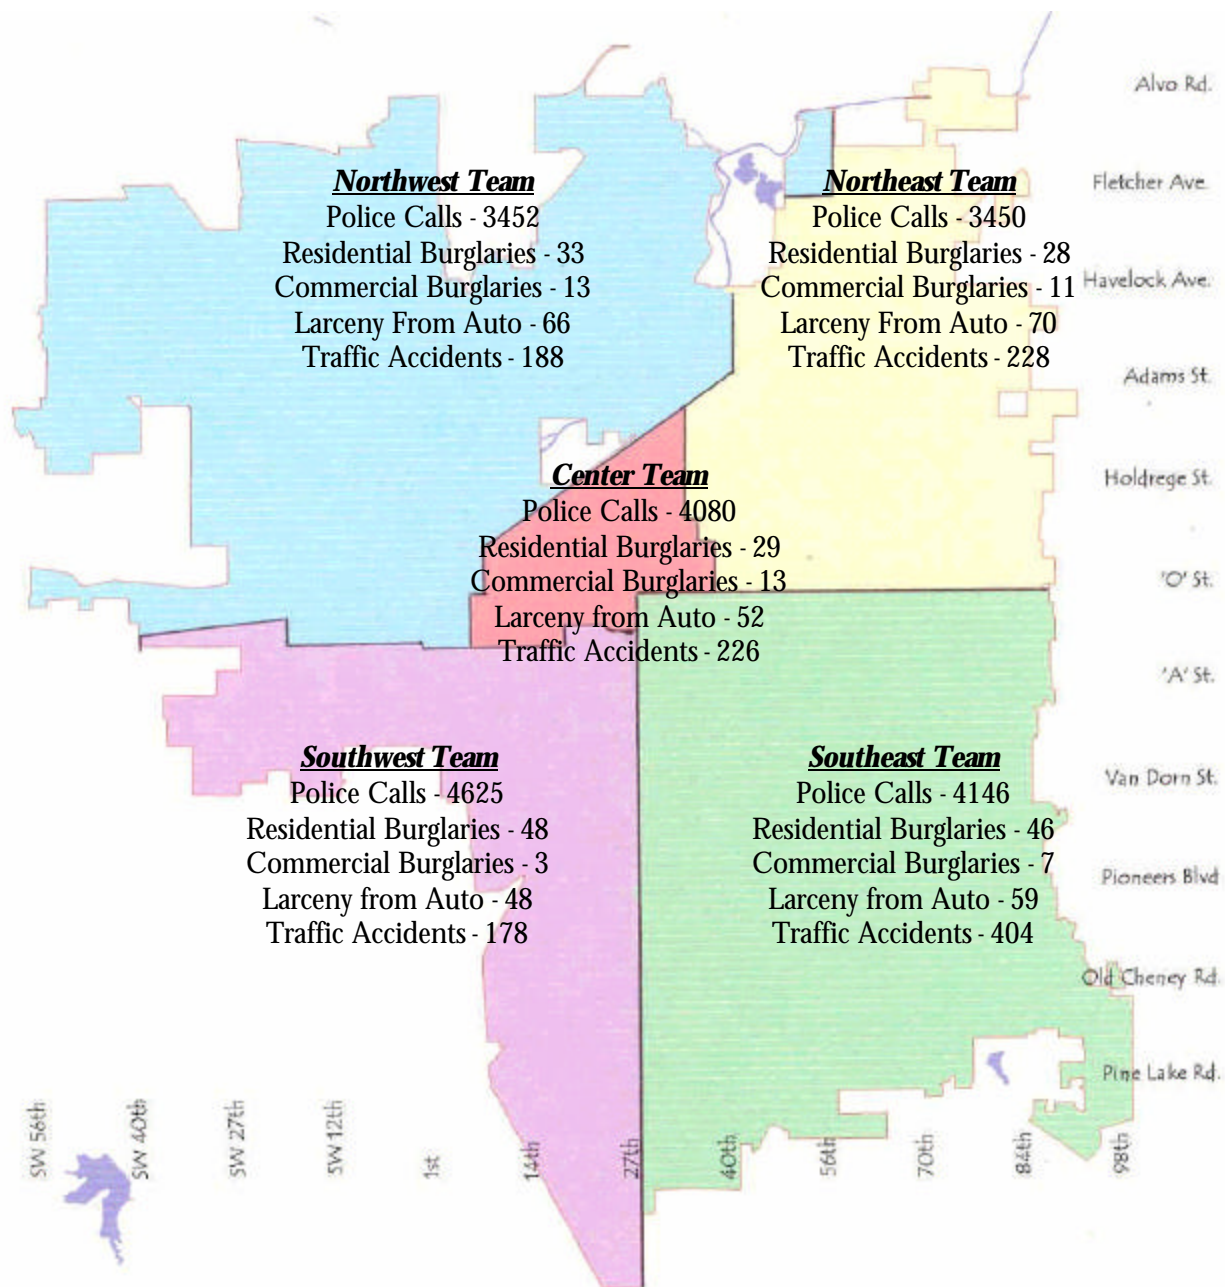 Alvo Rd.
Northwest Team
Police Calls - 3452
Residential Burglaries - 33
Commercial Burglaries - 13
Larceny From Auto - 66
Traffic Accidents - 188
Northeast Team
Police Calls - 3450
Residential Burglaries - 28
Commercial Burglaries - 11
Larceny From Auto - 70
Traffic Accidents - 228
Fletcher Ave.
Havelock Ave.
Adams St.
Center Team
Police Calls - 4080
Residential Burglaries - 29
Commercial Burglaries - 13
Larceny from Auto - 52
Traffic Accidents - 226
Holdrege St.
'O' St.
'A' St.
Southwest Team
Police Calls - 4625
Residential Burglaries - 48
Commercial Burglaries - 3
Larceny from Auto - 48
Traffic Accidents - 178
Southeast Team
Police Calls - 4146
Residential Burglaries - 46
Commercial Burglaries - 7
Larceny from Auto - 59
Traffic Accidents - 404
Van Dorn St.
Pioneers Blvd
Old Cheney Rd.
Pine Lake Rd.
SW 56th
SW 40th
SW 27th
SW 12th
1st
14th
27th
40th
56th
70th
84th
98th